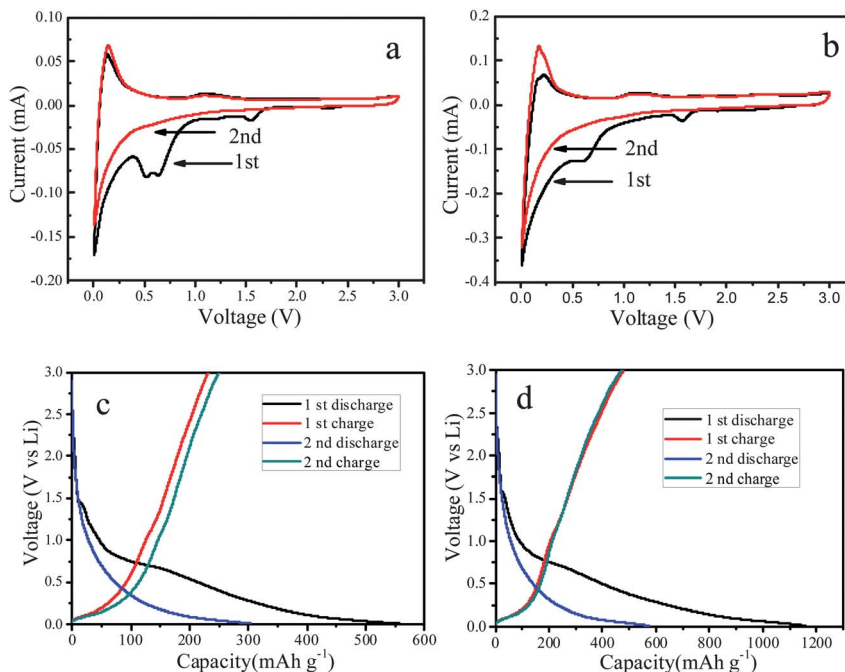 a
0.10
0.05
0.00
-0.05
-0.10
-0.15
-0.20
Current (mA)
2nd
1st
0.0 0.5 1.0 1.5 2.0 2.5 3.0
Voltage (V)
b
0.2
0.1
0.0
-0.1
-0.2
-0.3
-0.4
Current (mA)
2nd
1st
0.0 0.5 1.0 1.5 2.0 2.5 3.0
Voltage (V)
c
3.0
2.5
2.0
1.5
1.0
0.5
0.0
Voltage (V vs Li)
1 st discharge
1 st charge
2 nd discharge
2 nd charge
0 100 200 300 400 500 600
Capacity(mAh g-1)
d
3.0
2.5
2.0
1.5
1.0
0.5
0.0
Voltage (V vs Li)
1 st discharge
1 st charge
2 nd discharge
2 nd charge
0 200 400 600 800 1000 1200
Capacity(mAh g-1)